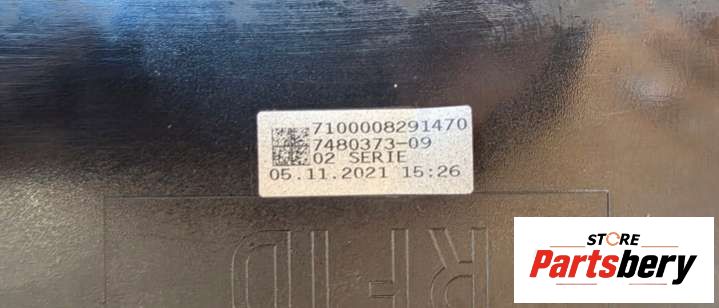 7100008291470
7480373-09
02 SERIE
05.11.2021 15:26
RFID
STORE
Partsbery